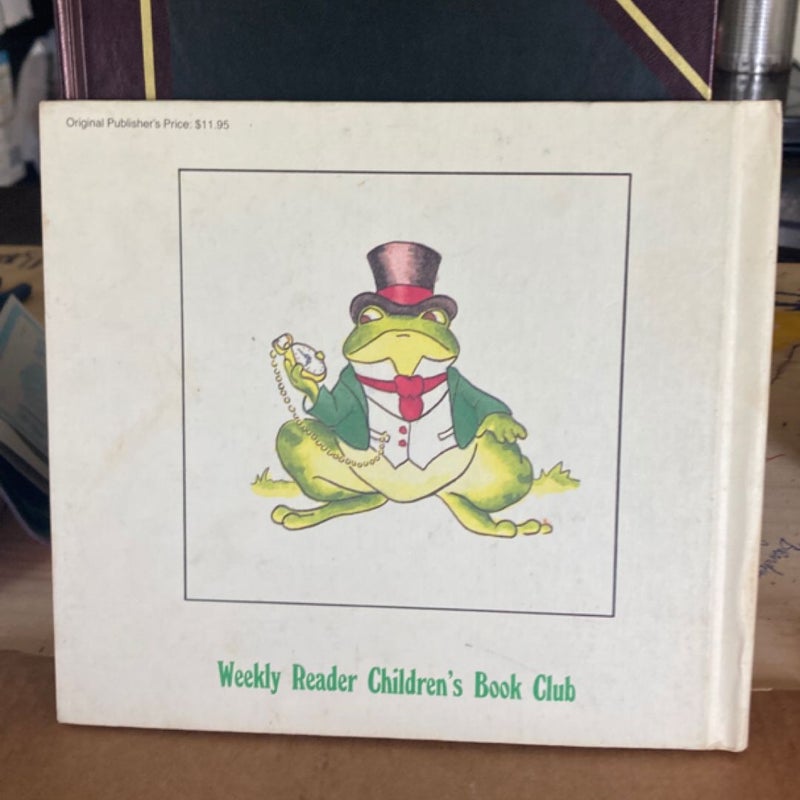 Original Publisher's Price: $11.95
Weekly Reader Children's Book Club